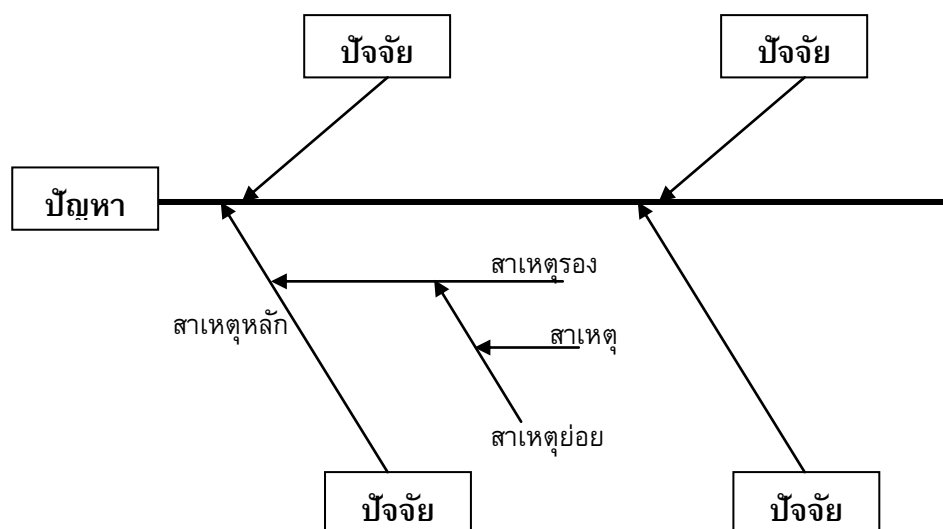 ปัจจัย
ปัจจัย
ปัญหา
สาเหตุรอง
สาเหตุหลัก
สาเหตุ
สาเหตุย่อย
ปัจจัย
ปัจจัย